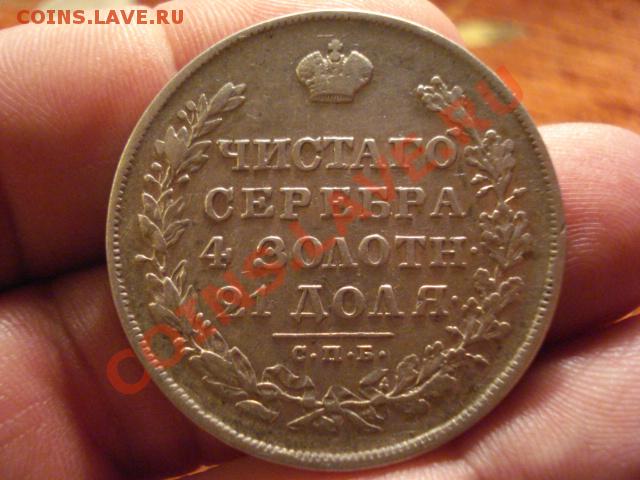 COINS.LAVE.RU
ЧИСТАГО
СЕРЕБРА
4 ЗОЛОТН·
21 ДОЛЯ·
С·П·Б·
COINS.LAVE.RU